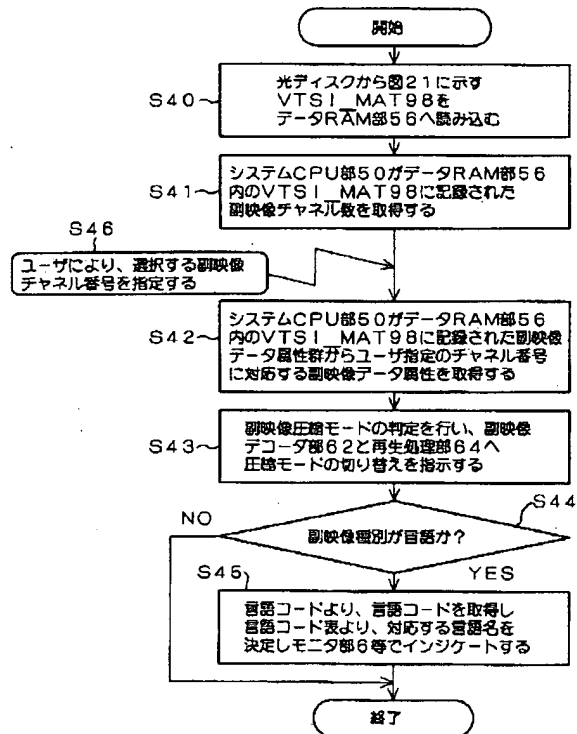 開始
S40
光ディスクから図21に示す
VTSI_MAT98を
データRAM部56へ読み込む
S41
システムCPU部50がデータRAM部56
内のVTSI_MAT98に記録された
副映像チャネル数を取得する
S46
ユーザにより、選択する副映像
チャネル番号を指定する
S42
システムCPU部50がデータRAM部56
内のVTSI_MAT98に記録された副映像
データ属性群からユーザ指定のチャネル番号
に対応する副映像データ属性を取得する
S43
副映像圧縮モードの判定を行い、副映像
デコーダ部62と再生処理部64へ
圧縮モードの切り替えを指示する
S44
NO
副映像種別が言語か?
S45
YES
言語コードより、言語コードを取得し
言語コード表より、対応する言語名を
決定しモニタ部6等でインジケートする
終了